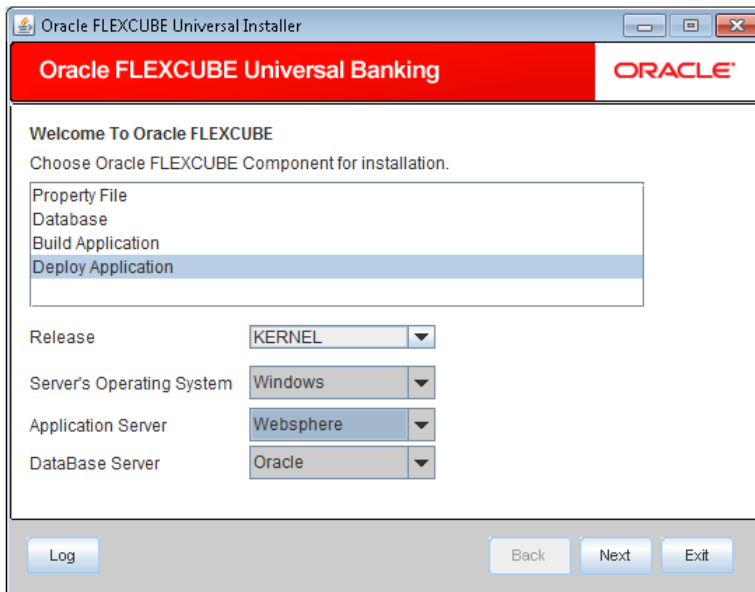 Oracle FLEXCUBE Universal Installer
Oracle FLEXCUBE Universal Banking
ORACLE
Welcome To Oracle FLEXCUBE
Choose Oracle FLEXCUBE Component for installation.
Property File
Database
Build Application
Deploy Application
Release KERNEL
Server's Operating System Windows
Application Server Websphere
DataBase Server Oracle
Log Back Next Exit